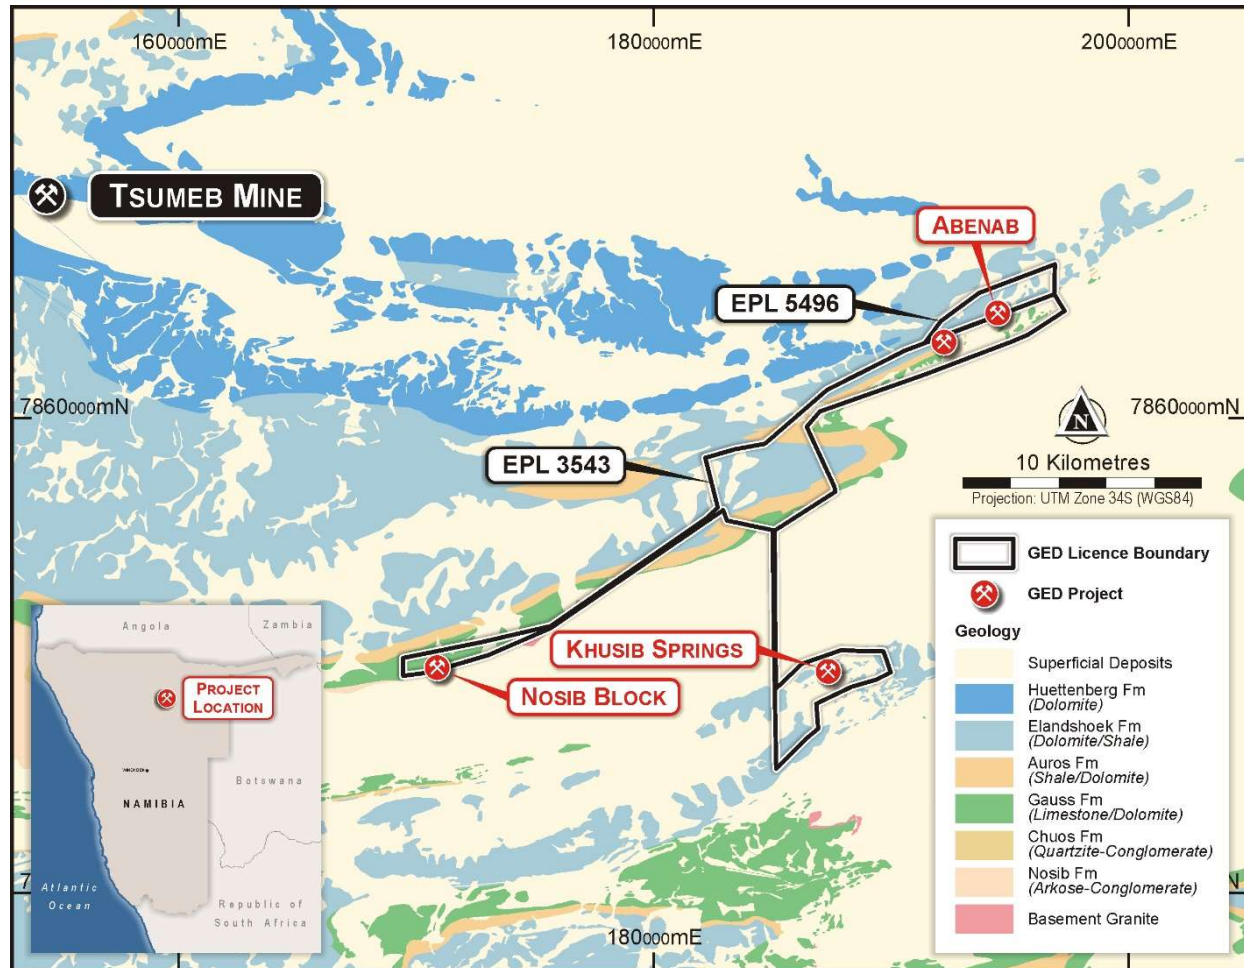 160000mE
180000mE
200000mE
TSUMEB MINE
ABENAB
EPL 5496
7860000mN
7860000mN
N
EPL 3543
10 Kilometres
Projection: UTM Zone 34S (WGS84)
KHUSIB SPRINGS
NOSIB BLOCK
GED Licence Boundary
GED Project
Geology
Superficial Deposits
Huettenberg Fm
(Dolomite)
Elandshoek Fm
(Dolomite/Shale)
Auros Fm
(Shale/Dolomite)
Gauss Fm
(Limestone/Dolomite)
Chuos Fm
(Quartzite-Conglomerate)
Nosib Fm
(Arkose-Conglomerate)
Basement Granite
Angola
Zambia
PROJECT
LOCATION
WINDHOEK
NAMIBIA
Botswana
Atlantic
Ocean
Republic of
South Africa
7
N
180000mE